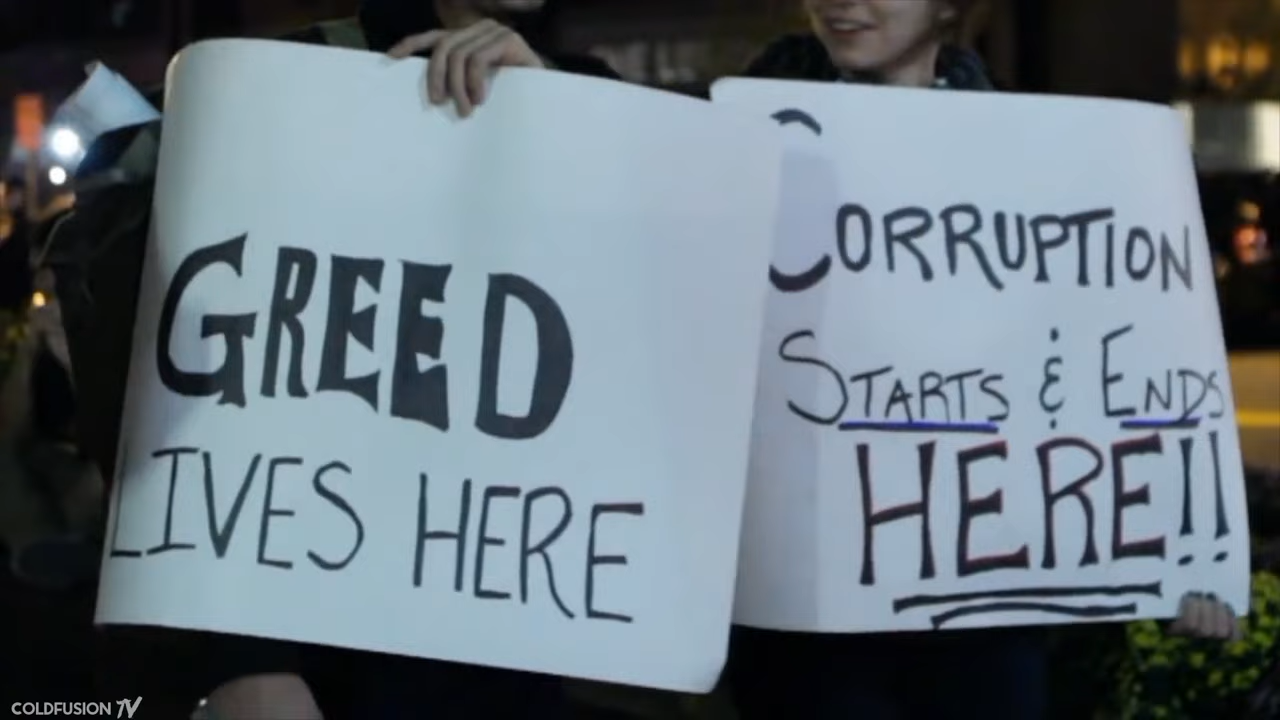 GREED
LIVES HERE
CORRUPTION
STARTS & ENDS
HERE!!
COLDFUSION TV